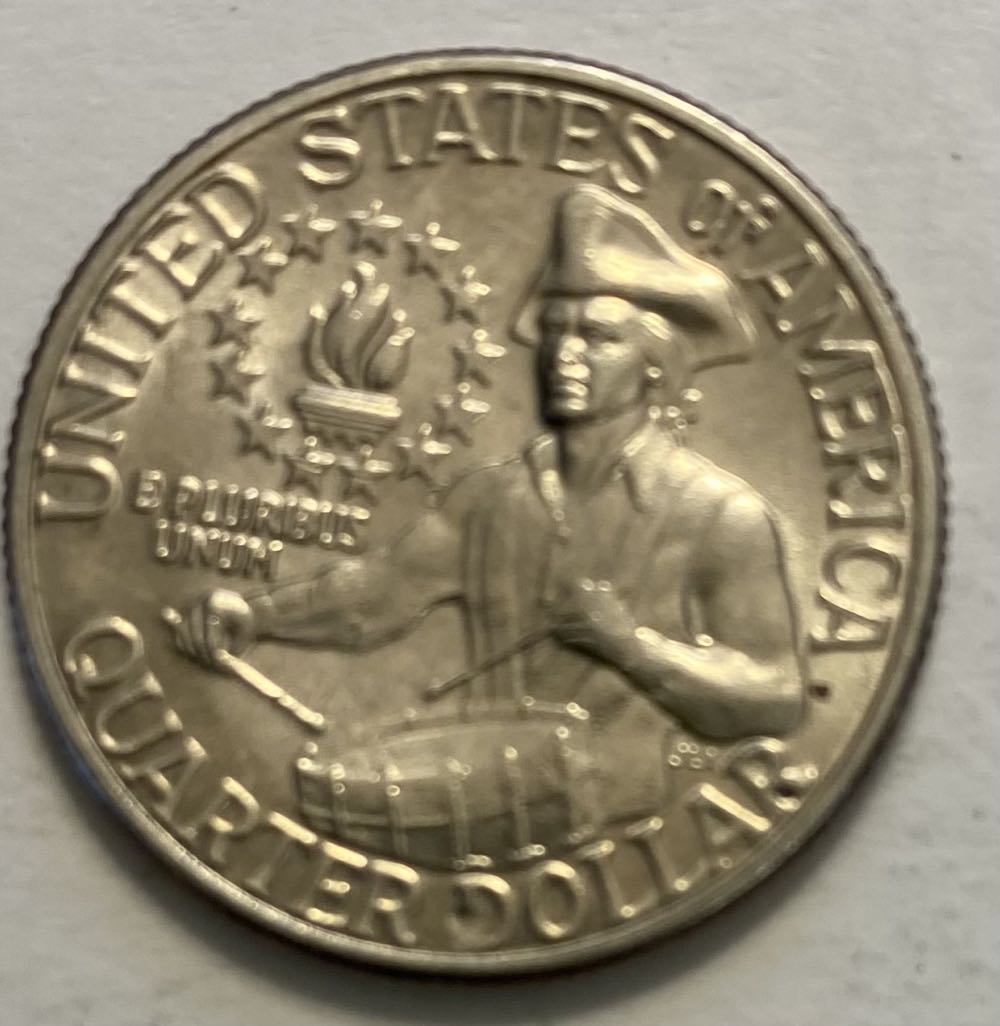 UNITED STATES OF AMERICA
E PLURIBUS
UNUM
QUARTER DOLLAR